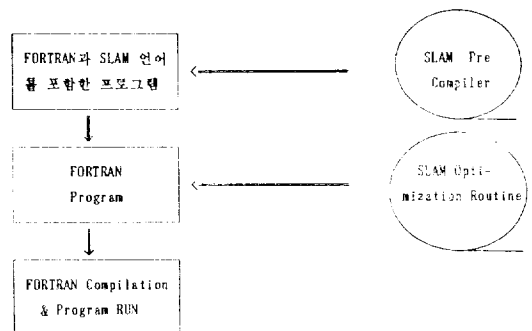 FORTRAN과 SLAM 언어
를 포함한 프로그램
SLAM Pre
Compiler
FORTRAN
Program
SLAM Opti-
mization Routine
FORTRAN Compilation
& Program RUN